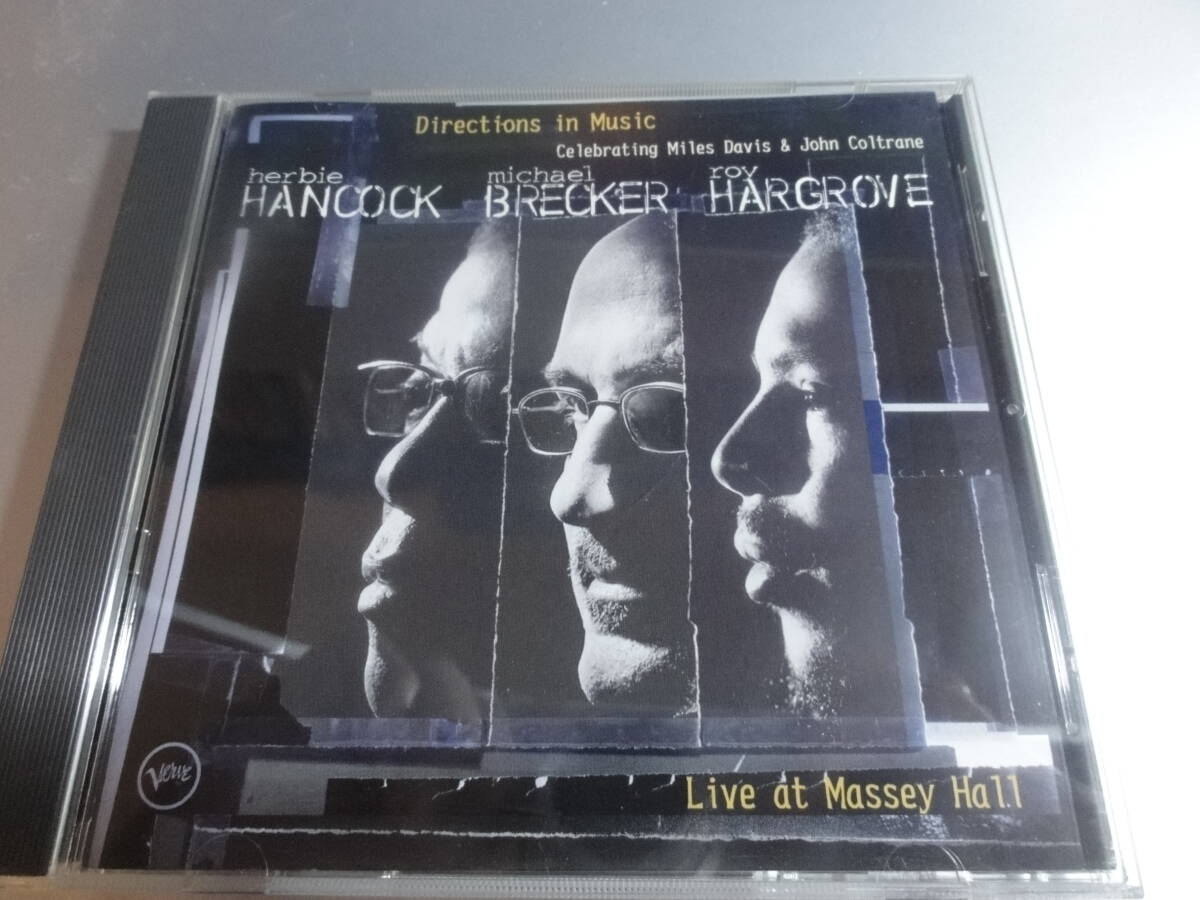 Directions in Music
Celebrating Miles Davis & John Coltrane
herbie michael roy
HANCOCK BRECKER HARGROVE
Verve
Live at Massey Hall